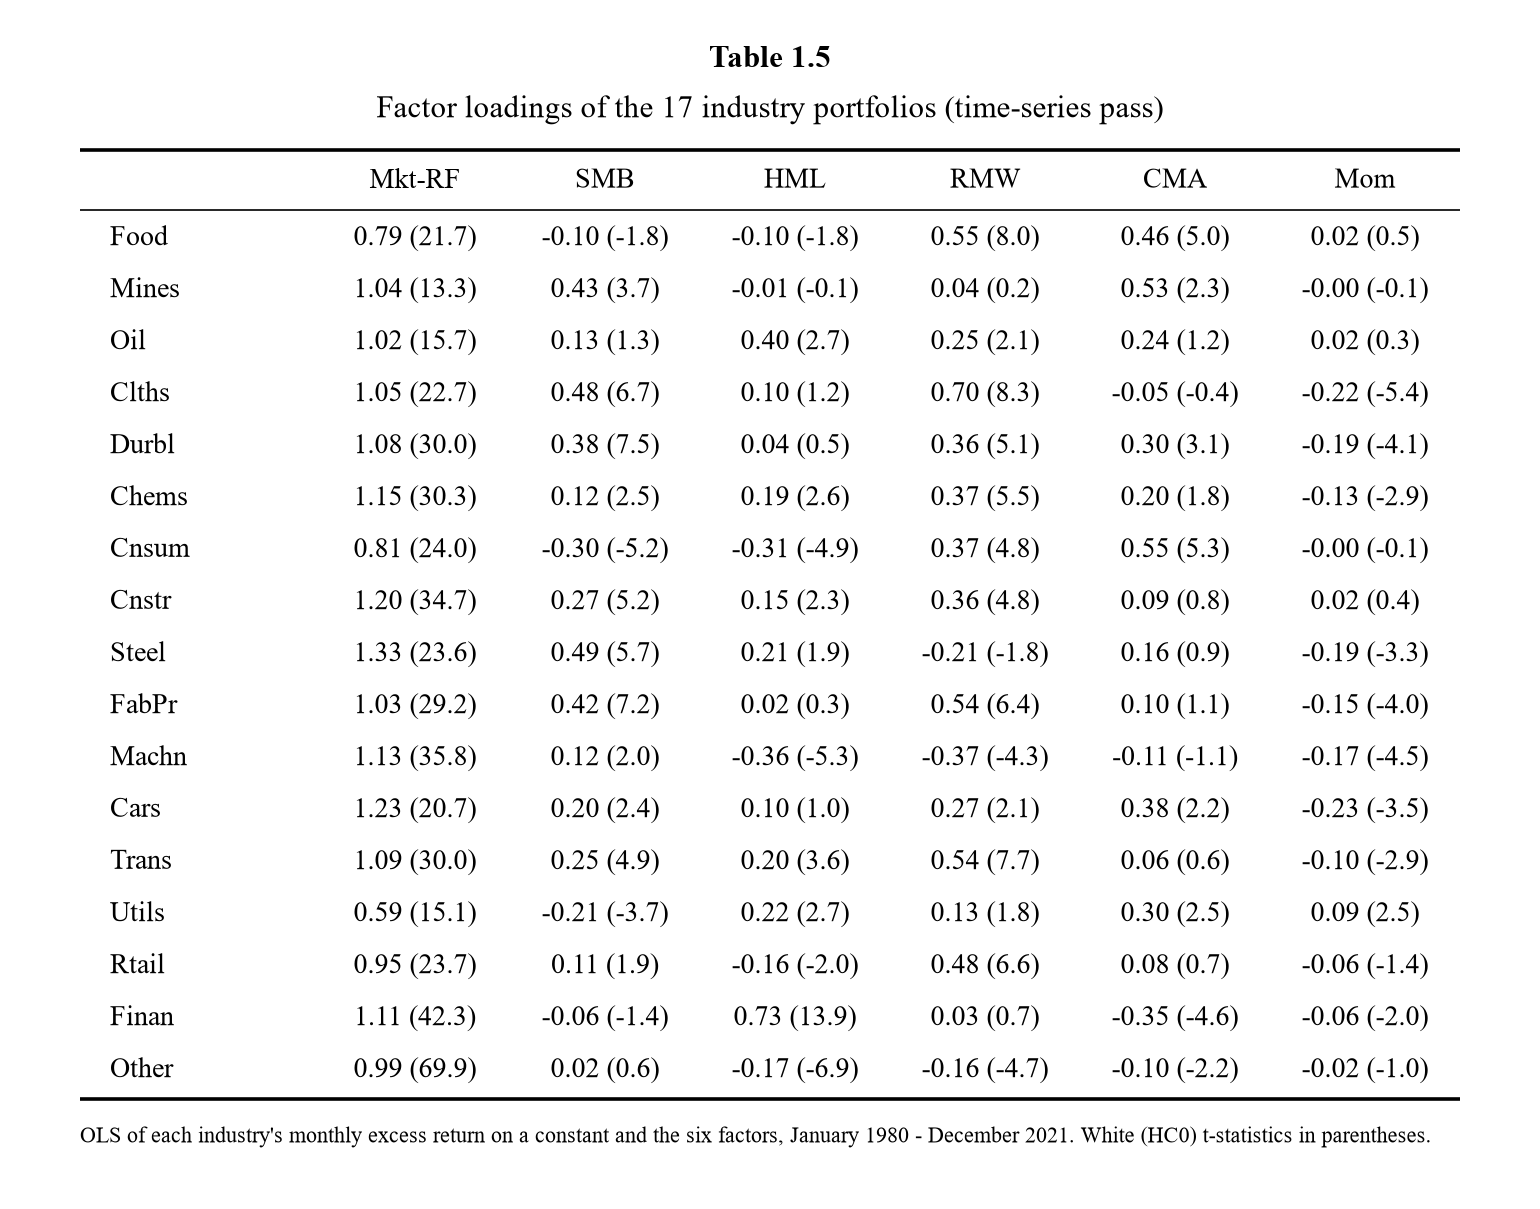 Table 1.5
Factor loadings of the 17 industry portfolios (time-series pass)
Mkt-RF SMB HML RMW CMA Mom
Food 0.79 (21.7) -0.10 (-1.8) -0.10 (-1.8) 0.55 (8.0) 0.46 (5.0) 0.02 (0.5)
Mines 1.04 (13.3) 0.43 (3.7) -0.01 (-0.1) 0.04 (0.2) 0.53 (2.3) -0.00 (-0.1)
Oil 1.02 (15.7) 0.13 (1.3) 0.40 (2.7) 0.25 (2.1) 0.24 (1.2) 0.02 (0.3)
Clths 1.05 (22.7) 0.48 (6.7) 0.10 (1.2) 0.70 (8.3) -0.05 (-0.4) -0.22 (-5.4)
Durbl 1.08 (30.0) 0.38 (7.5) 0.04 (0.5) 0.36 (5.1) 0.30 (3.1) -0.19 (-4.1)
Chems 1.15 (30.3) 0.12 (2.5) 0.19 (2.6) 0.37 (5.5) 0.20 (1.8) -0.13 (-2.9)
Cnsum 0.81 (24.0) -0.30 (-5.2) -0.31 (-4.9) 0.37 (4.8) 0.55 (5.3) -0.00 (-0.1)
Cnstr 1.20 (34.7) 0.27 (5.2) 0.15 (2.3) 0.36 (4.8) 0.09 (0.8) 0.02 (0.4)
Steel 1.33 (23.6) 0.49 (5.7) 0.21 (1.9) -0.21 (-1.8) 0.16 (0.9) -0.19 (-3.3)
FabPr 1.03 (29.2) 0.42 (7.2) 0.02 (0.3) 0.54 (6.4) 0.10 (1.1) -0.15 (-4.0)
Machn 1.13 (35.8) 0.12 (2.0) -0.36 (-5.3) -0.37 (-4.3) -0.11 (-1.1) -0.17 (-4.5)
Cars 1.23 (20.7) 0.20 (2.4) 0.10 (1.0) 0.27 (2.1) 0.38 (2.2) -0.23 (-3.5)
Trans 1.09 (30.0) 0.25 (4.9) 0.20 (3.6) 0.54 (7.7) 0.06 (0.6) -0.10 (-2.9)
Utils 0.59 (15.1) -0.21 (-3.7) 0.22 (2.7) 0.13 (1.8) 0.30 (2.5) 0.09 (2.5)
Rtail 0.95 (23.7) 0.11 (1.9) -0.16 (-2.0) 0.48 (6.6) 0.08 (0.7) -0.06 (-1.4)
Finan 1.11 (42.3) -0.06 (-1.4) 0.73 (13.9) 0.03 (0.7) -0.35 (-4.6) -0.06 (-2.0)
Other 0.99 (69.9) 0.02 (0.6) -0.17 (-6.9) -0.16 (-4.7) -0.10 (-2.2) -0.02 (-1.0)
OLS of each industry's monthly excess return on a constant and the six factors, January 1980 - December 2021. White (HC0) t-statistics in parentheses.